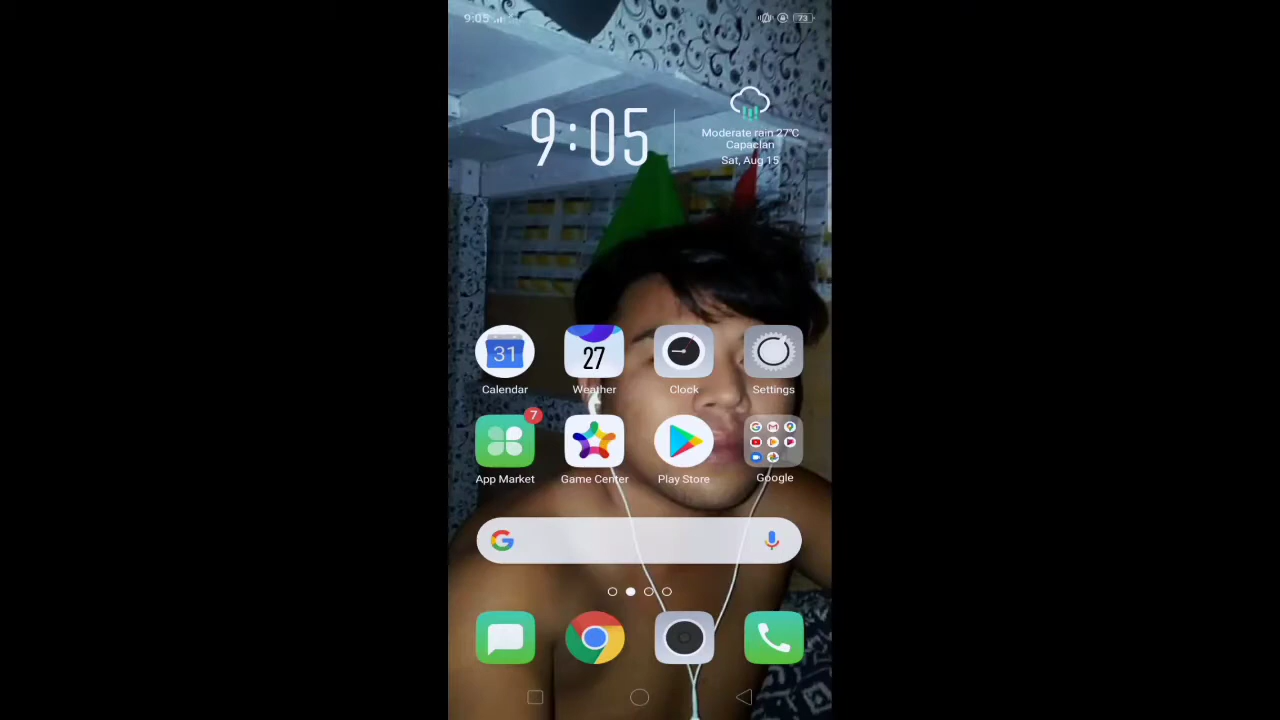 9:05
73
9:05
Moderate rain 27°C
Capaclan
Sat, Aug 15
31
27
Calendar
Weather
Clock
Settings
7
App Market
Game Center
Play Store
Google